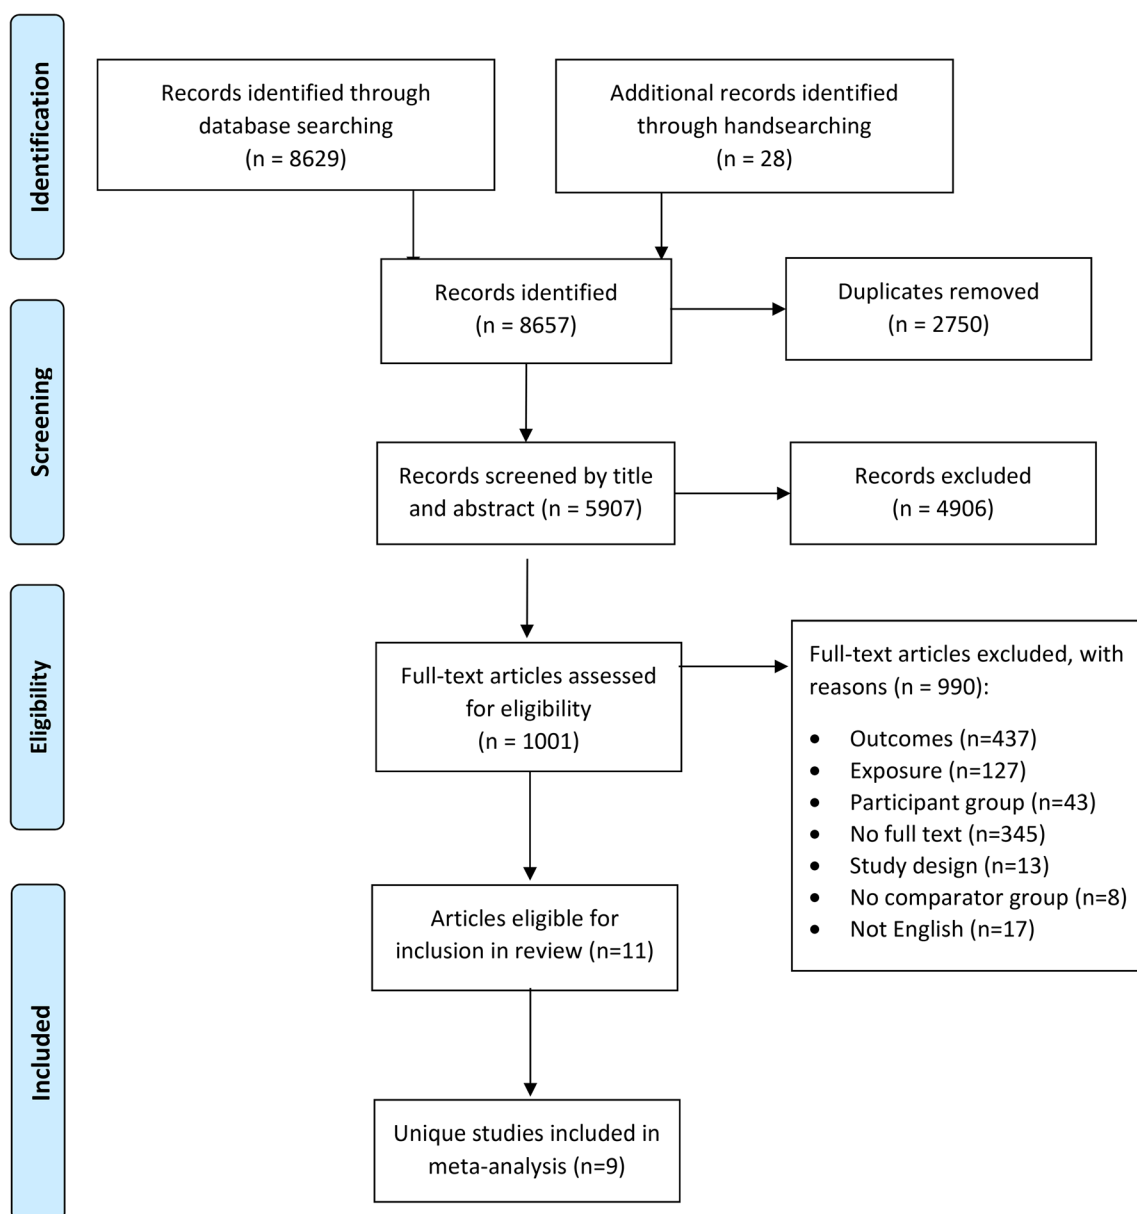 Identification
Records identified through
database searching
(n = 8629)
Additional records identified
through handsearching
(n = 28)
Records identified
(n = 8657)
Duplicates removed
(n = 2750)
Screening
Records screened by title
and abstract (n = 5907)
Records excluded
(n = 4906)
Eligibility
Full-text articles assessed
for eligibility
(n = 1001)
Full-text articles excluded, with
reasons (n = 990):
• Outcomes (n=437)
• Exposure (n=127)
• Participant group (n=43)
• No full text (n=345)
• Study design (n=13)
• No comparator group (n=8)
• Not English (n=17)
Included
Articles eligible for
inclusion in review (n=11)
Unique studies included in
meta-analysis (n=9)